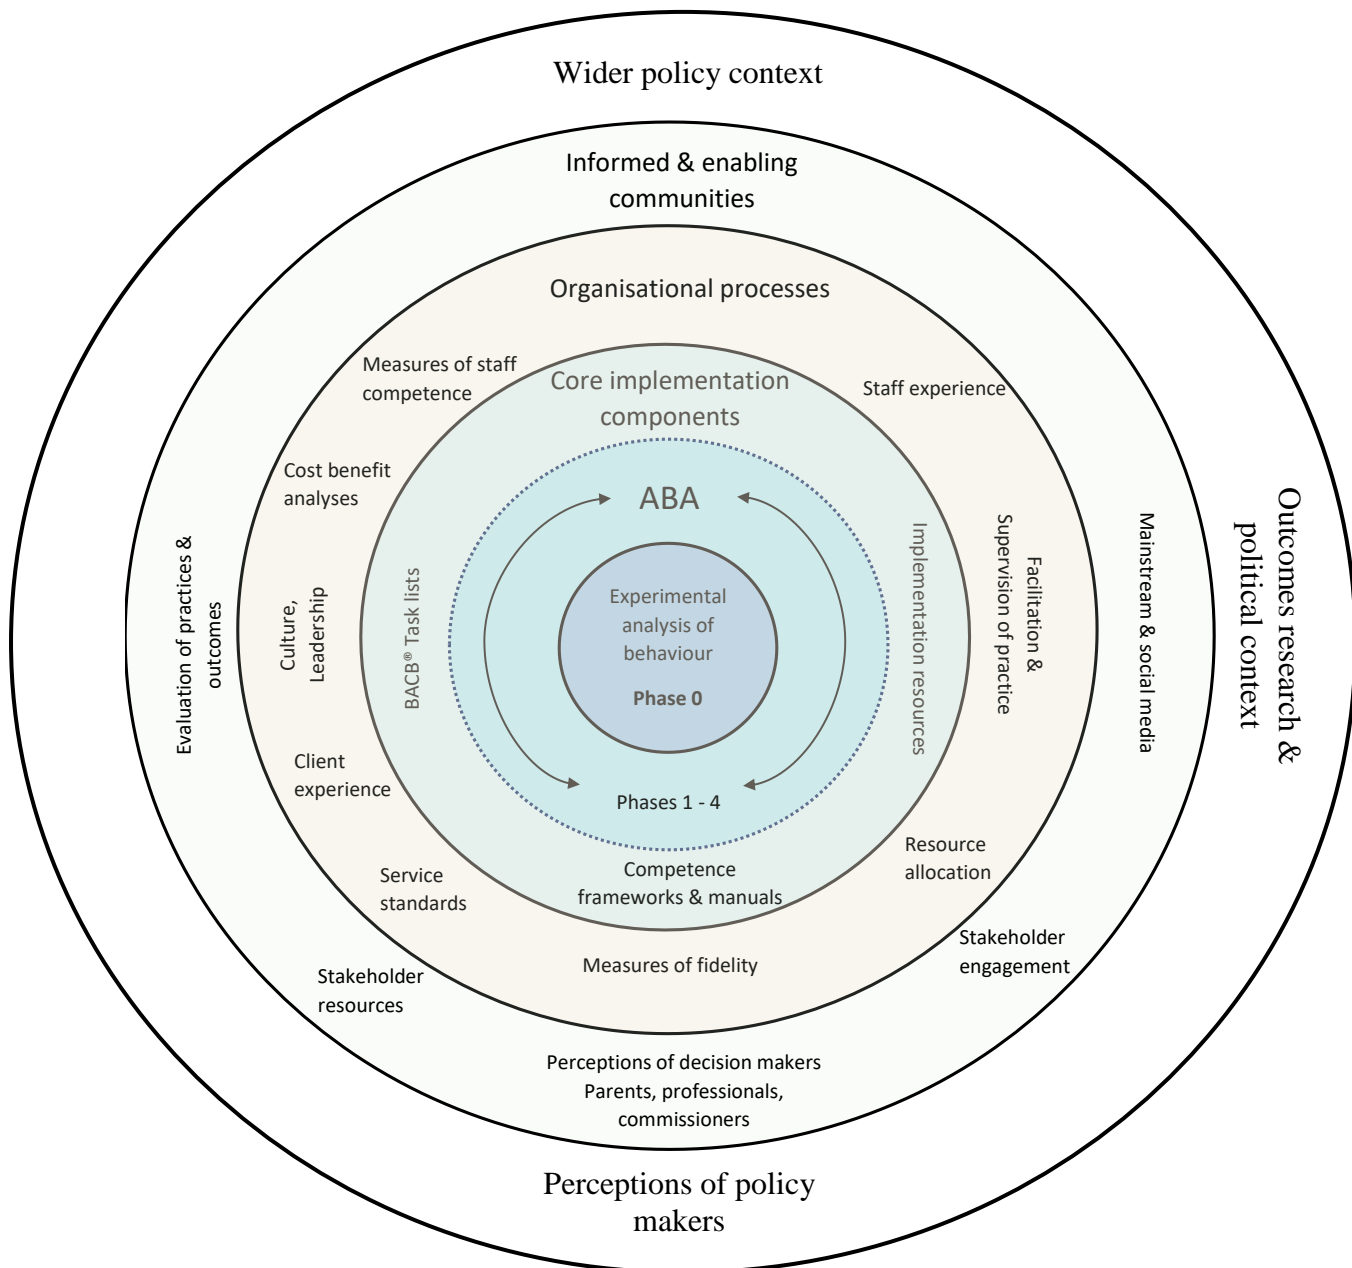 Wider policy context
Informed & enabling
communities
Organisational processes
Measures of staff
competence
Core implementation
components
Staff experience
Cost benefit
analyses
ABA
Evaluation of practices &
outcomes
Culture,
Leadership
BACB® Task lists
Experimental
analysis of
behaviour
Phase 0
Implementation resources
Facilitation &
Supervision of practice
Mainstream & social media
Outcomes research &
political context
Client
experience
Phases 1 - 4
Resource
allocation
Service
standards
Competence
frameworks & manuals
Stakeholder
engagement
Measures of fidelity
Stakeholder
resources
Perceptions of decision makers
Parents, professionals,
commissioners
Perceptions of policy
makers